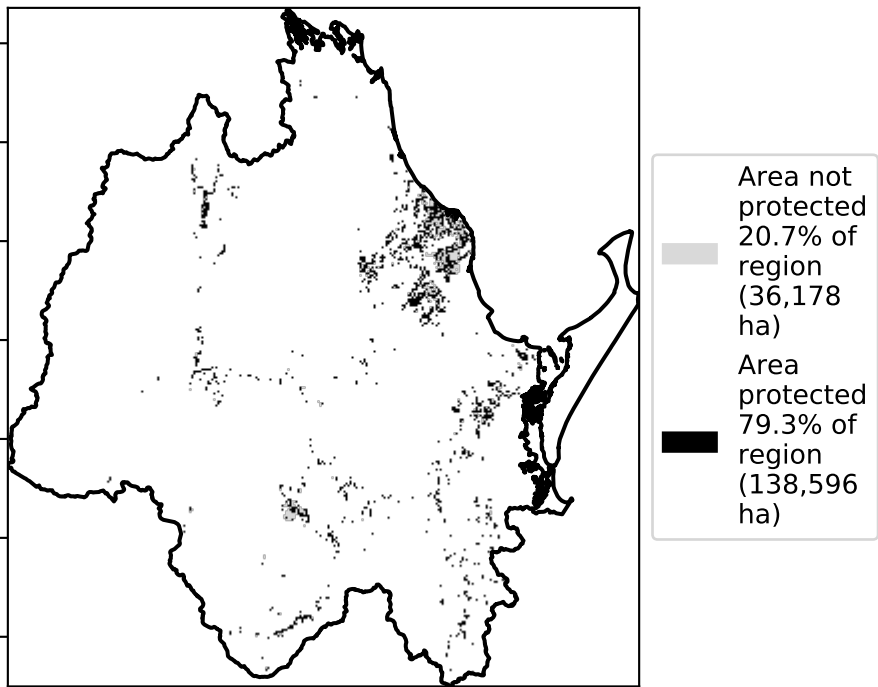 Area not
protected
20.7% of
region
(36,178
ha)
Area
protected
79.3% of
region
(138,596
ha)